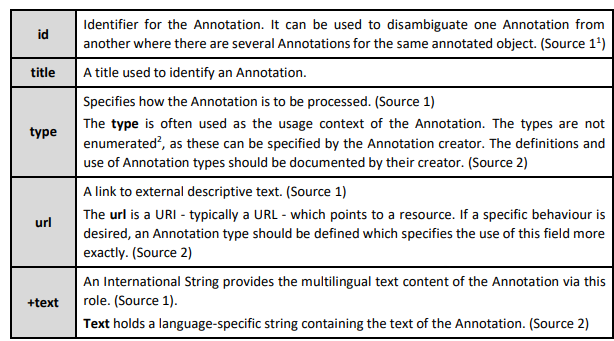 id
Identifier for the Annotation. It can be used to disambiguate one Annotation from
another where there are several Annotations for the same annotated object. (Source 1¹)
title
A title used to identify an Annotation.
type
Specifies how the Annotation is to be processed. (Source 1)
The type is often used as the usage context of the Annotation. The types are not
enumerated², as these can be specified by the Annotation creator. The definitions and
use of Annotation types should be documented by their creator. (Source 2)
url
A link to external descriptive text. (Source 1)
The url is a URI - typically a URL - which points to a resource. If a specific behaviour is
desired, an Annotation type should be defined which specifies the use of this field more
exactly. (Source 2)
+text
An International String provides the multilingual text content of the Annotation via this
role. (Source 1).
Text holds a language-specific string containing the text of the Annotation. (Source 2)